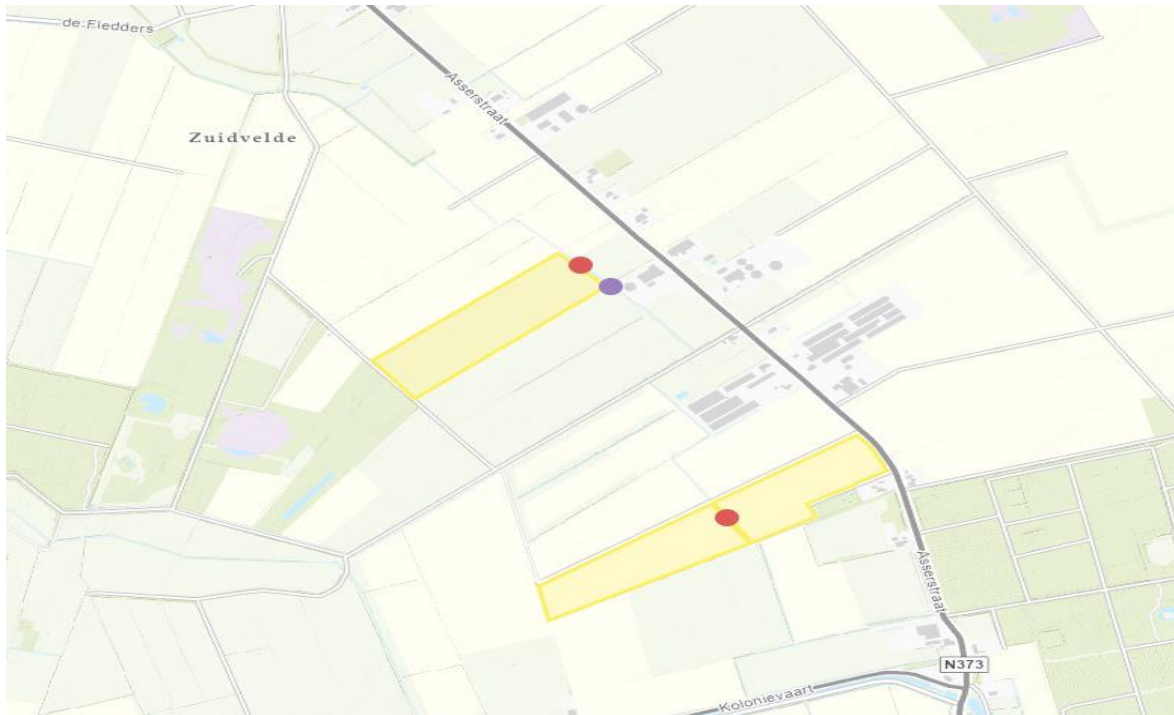 de Fledders
Asserstraat
Zuidvelde
Asserstraat
N373
Kolonievaart